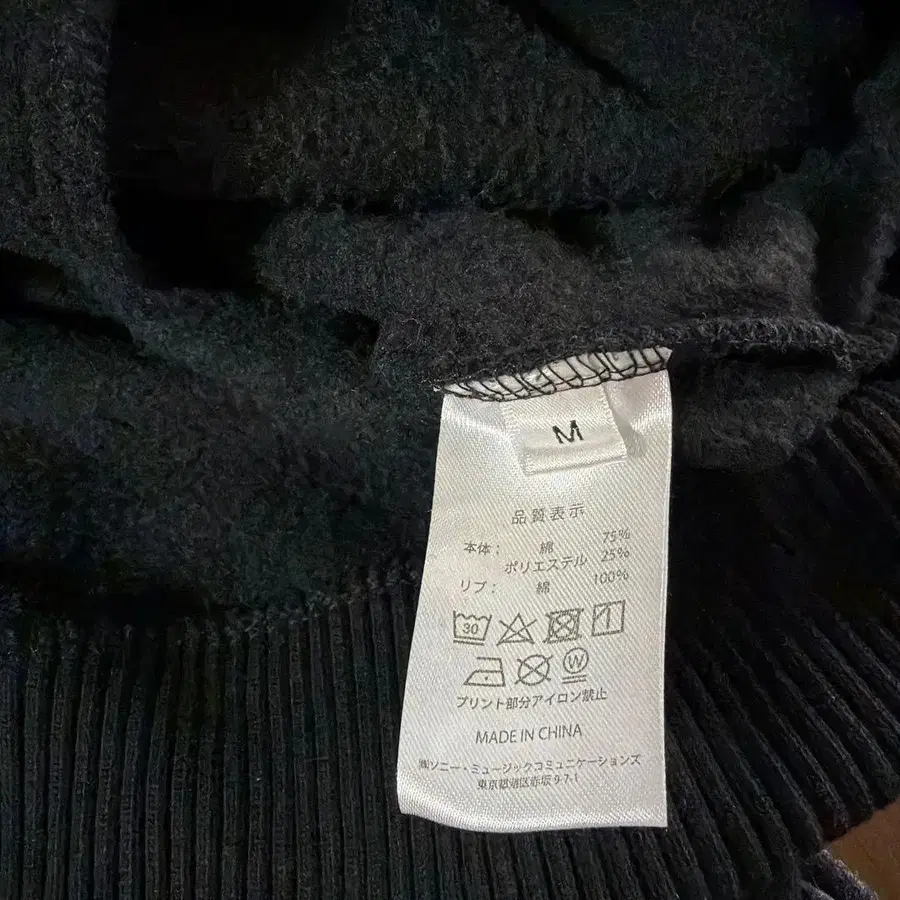 M
品質表示
本体： 綿 75%
ポリエステル 25%
リブ： 綿 100%
30
W
プリント部分アイロン禁止
MADE IN CHINA
㈱ソニー・ミュージックコミュニケーションズ
東京都港区赤坂 9-7-1